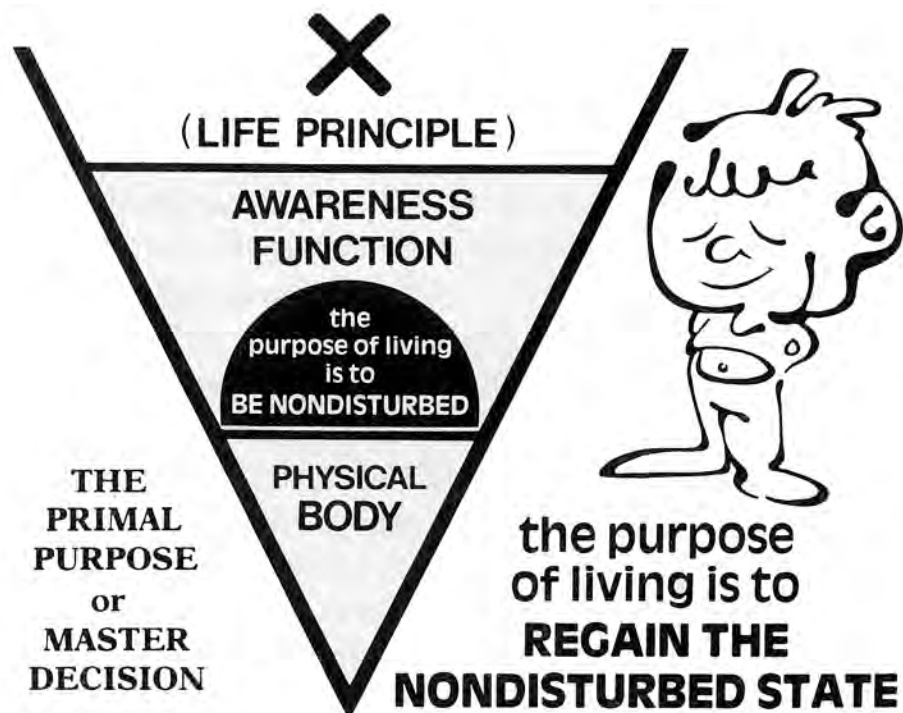 X
(LIFE PRINCIPLE)
AWARENESS
FUNCTION
the
purpose of living
is to
BE NONDISTURBED
PHYSICAL
BODY
THE
PRIMAL
PURPOSE
or
MASTER
DECISION
the purpose
of living is to
REGAIN THE
NONDISTURBED STATE